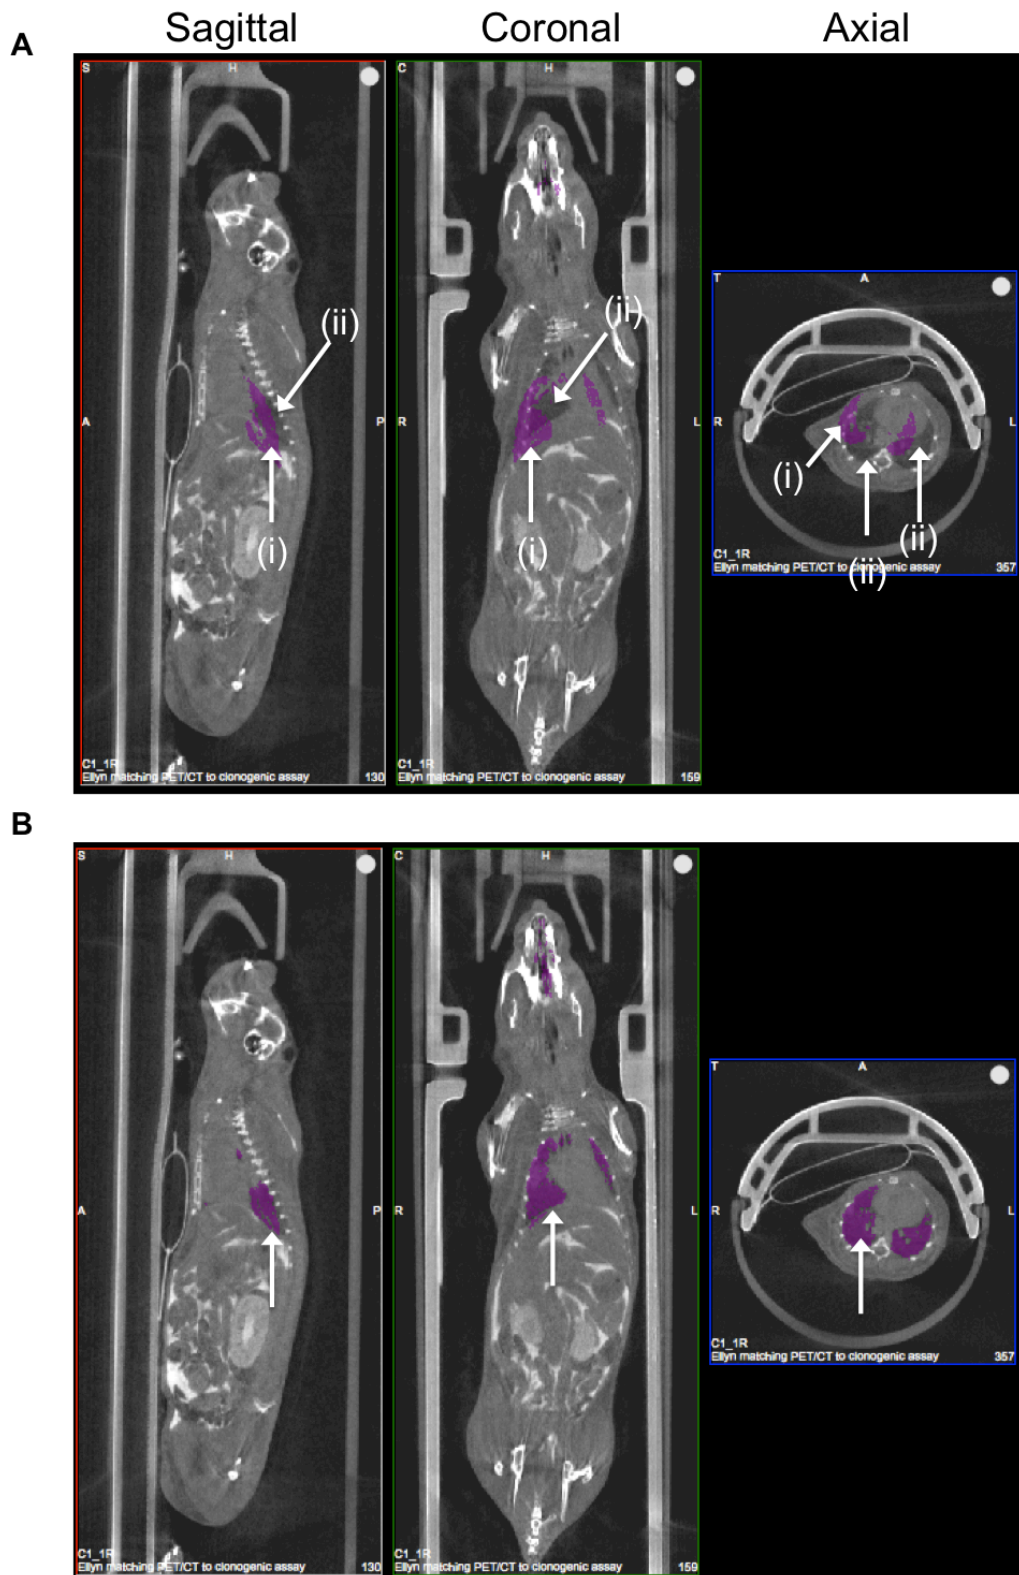 Sagittal Coronal Axial
A
S H
C H
(ii)
(ii)
A P
R L
(i)
(i)
C1_1R
Ellyn matching PET/CT to clonogenic assay 130
C1_1R
Ellyn matching PET/CT to clonogenic assay 159
T A
R L
(i)
(ii)
C1_1R
Ellyn matching PET/CT to clonogenic assay 357
(ii)
B
S H
C H
A P
R L
C1_1R
Ellyn matching PET/CT to clonogenic assay 130
C1_1R
Ellyn matching PET/CT to clonogenic assay 159
T A
R L
C1_1R
Ellyn matching PET/CT to clonogenic assay 357